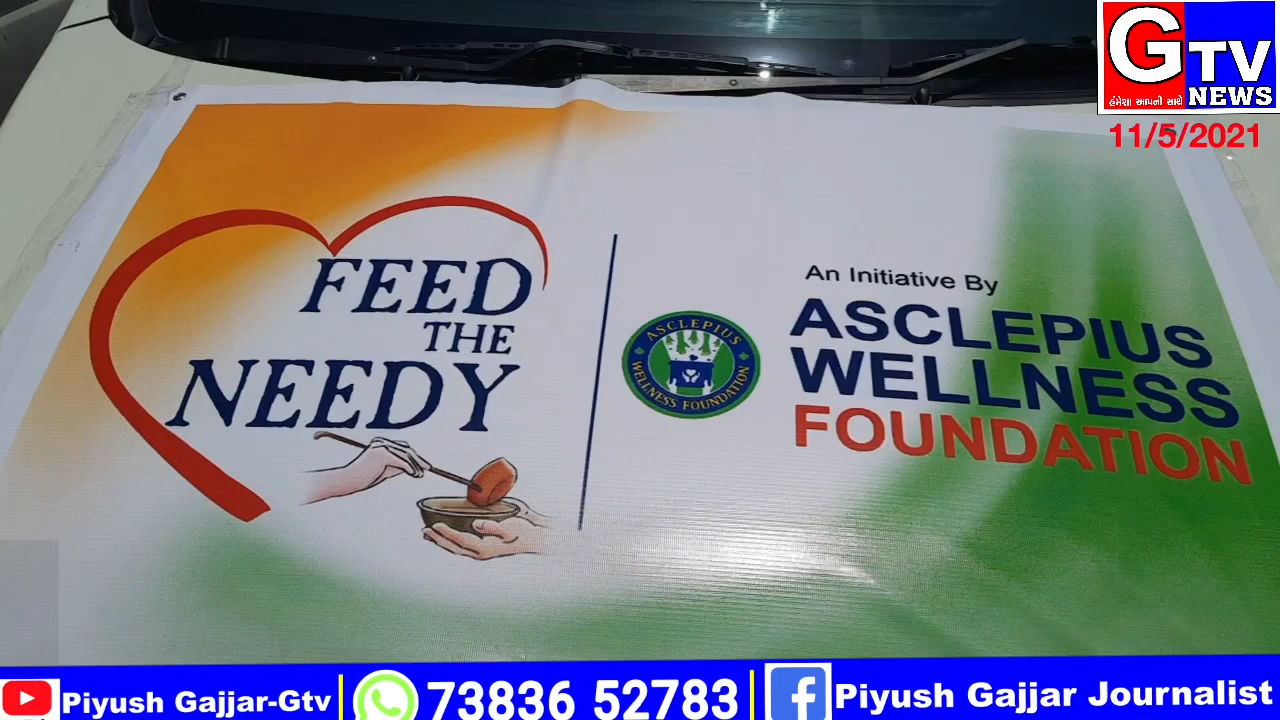 GTV
NEWS
હંમેશા આપની સાથે
11/5/2021
FEED
THE
NEEDY
An Initiative By
ASCLEPIUS
WELLNESS
FOUNDATION
ASCLEPIUS
WELLNESS FOUNDATION
Piyush Gajjar-Gtv
73836 52783
Piyush Gajjar Journalist